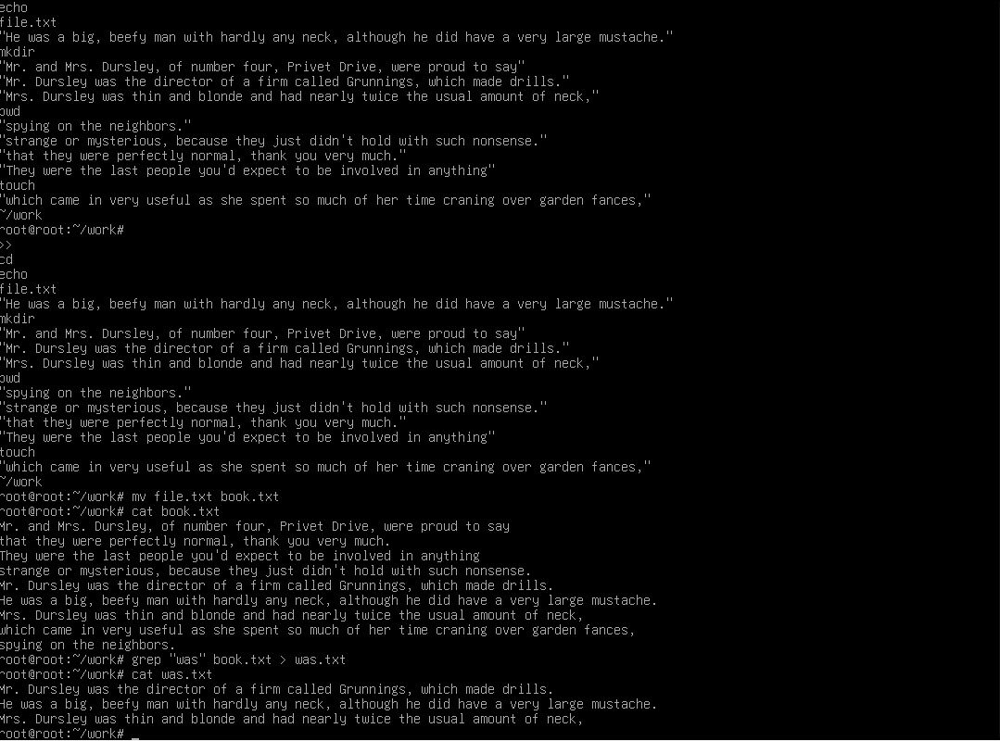 echo
file.txt
"He was a big, beefy man with hardly any neck, although he did have a very large mustache."
mkdir
"Mr. and Mrs. Dursley, of number four, Privet Drive, were proud to say"
"Mr. Dursley was the director of a firm called Grunnings, which made drills."
"Mrs. Dursley was thin and blonde and had nearly twice the usual amount of neck,"
pwd
"spying on the neighbors."
"strange or mysterious, because they just didn't hold with such nonsense."
"that they were perfectly normal, thank you very much."
"They were the last people you'd expect to be involved in anything"
touch
"which came in very useful as she spent so much of her time craning over garden fances,"
~/work
root@root:~/work#
>>
cd
echo
file.txt
"He was a big, beefy man with hardly any neck, although he did have a very large mustache."
mkdir
"Mr. and Mrs. Dursley, of number four, Privet Drive, were proud to say"
"Mr. Dursley was the director of a firm called Grunnings, which made drills."
"Mrs. Dursley was thin and blonde and had nearly twice the usual amount of neck,"
pwd
"spying on the neighbors."
"strange or mysterious, because they just didn't hold with such nonsense."
"that they were perfectly normal, thank you very much."
"They were the last people you'd expect to be involved in anything"
touch
"which came in very useful as she spent so much of her time craning over garden fances,"
~/work
root@root:~/work# mv file.txt book.txt
root@root:~/work# cat book.txt
Mr. and Mrs. Dursley, of number four, Privet Drive, were proud to say
that they were perfectly normal, thank you very much.
They were the last people you'd expect to be involved in anything
strange or mysterious, because they just didn't hold with such nonsense.
Mr. Dursley was the director of a firm called Grunnings, which made drills.
He was a big, beefy man with hardly any neck, although he did have a very large mustache.
Mrs. Dursley was thin and blonde and had nearly twice the usual amount of neck,
which came in very useful as she spent so much of her time craning over garden fances,
spying on the neighbors.
root@root:~/work# grep "was" book.txt > was.txt
root@root:~/work# cat was.txt
Mr. Dursley was the director of a firm called Grunnings, which made drills.
He was a big, beefy man with hardly any neck, although he did have a very large mustache.
Mrs. Dursley was thin and blonde and had nearly twice the usual amount of neck,
root@root:~/work# _